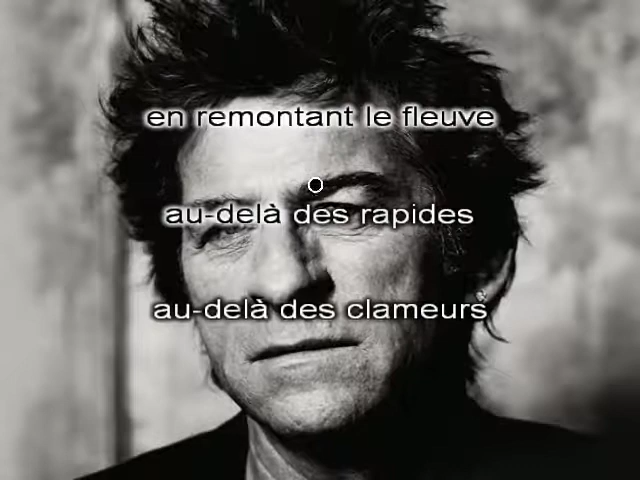 en remontant le fleuve
au-delà des rapides
au-delà des clameurs